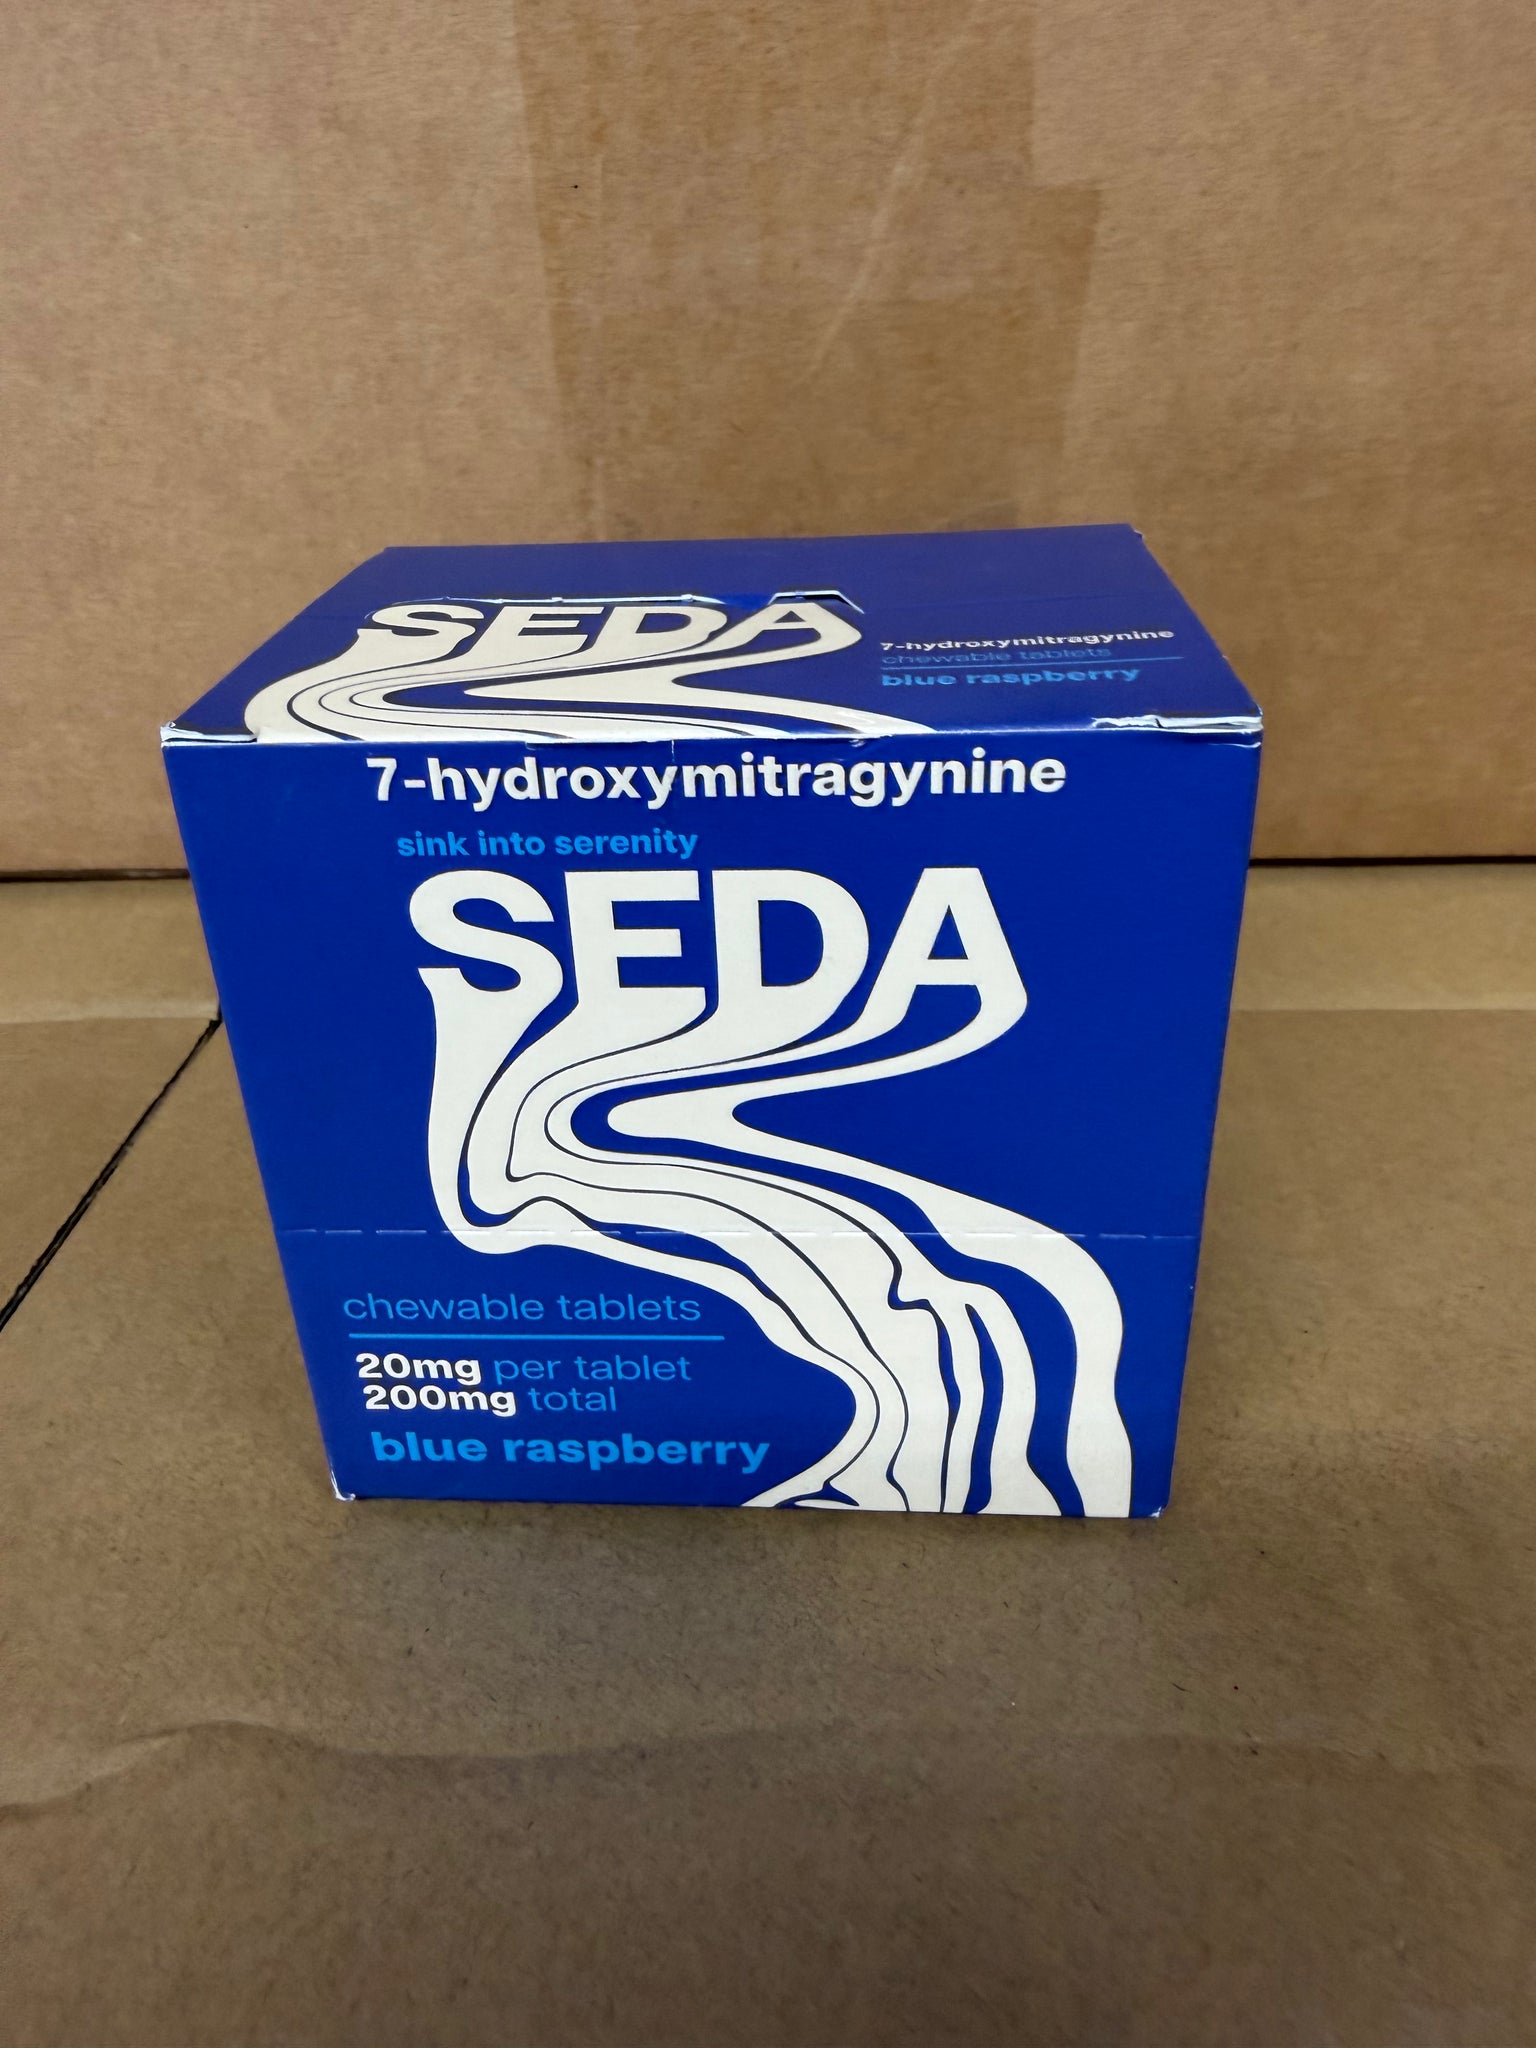 SEDA
7-hydroxymitragynine
chewable tablets
blue raspberry
7-hydroxymitragynine
sink into serenity
SEDA
chewable tablets
20mg per tablet
200mg total
blue raspberry